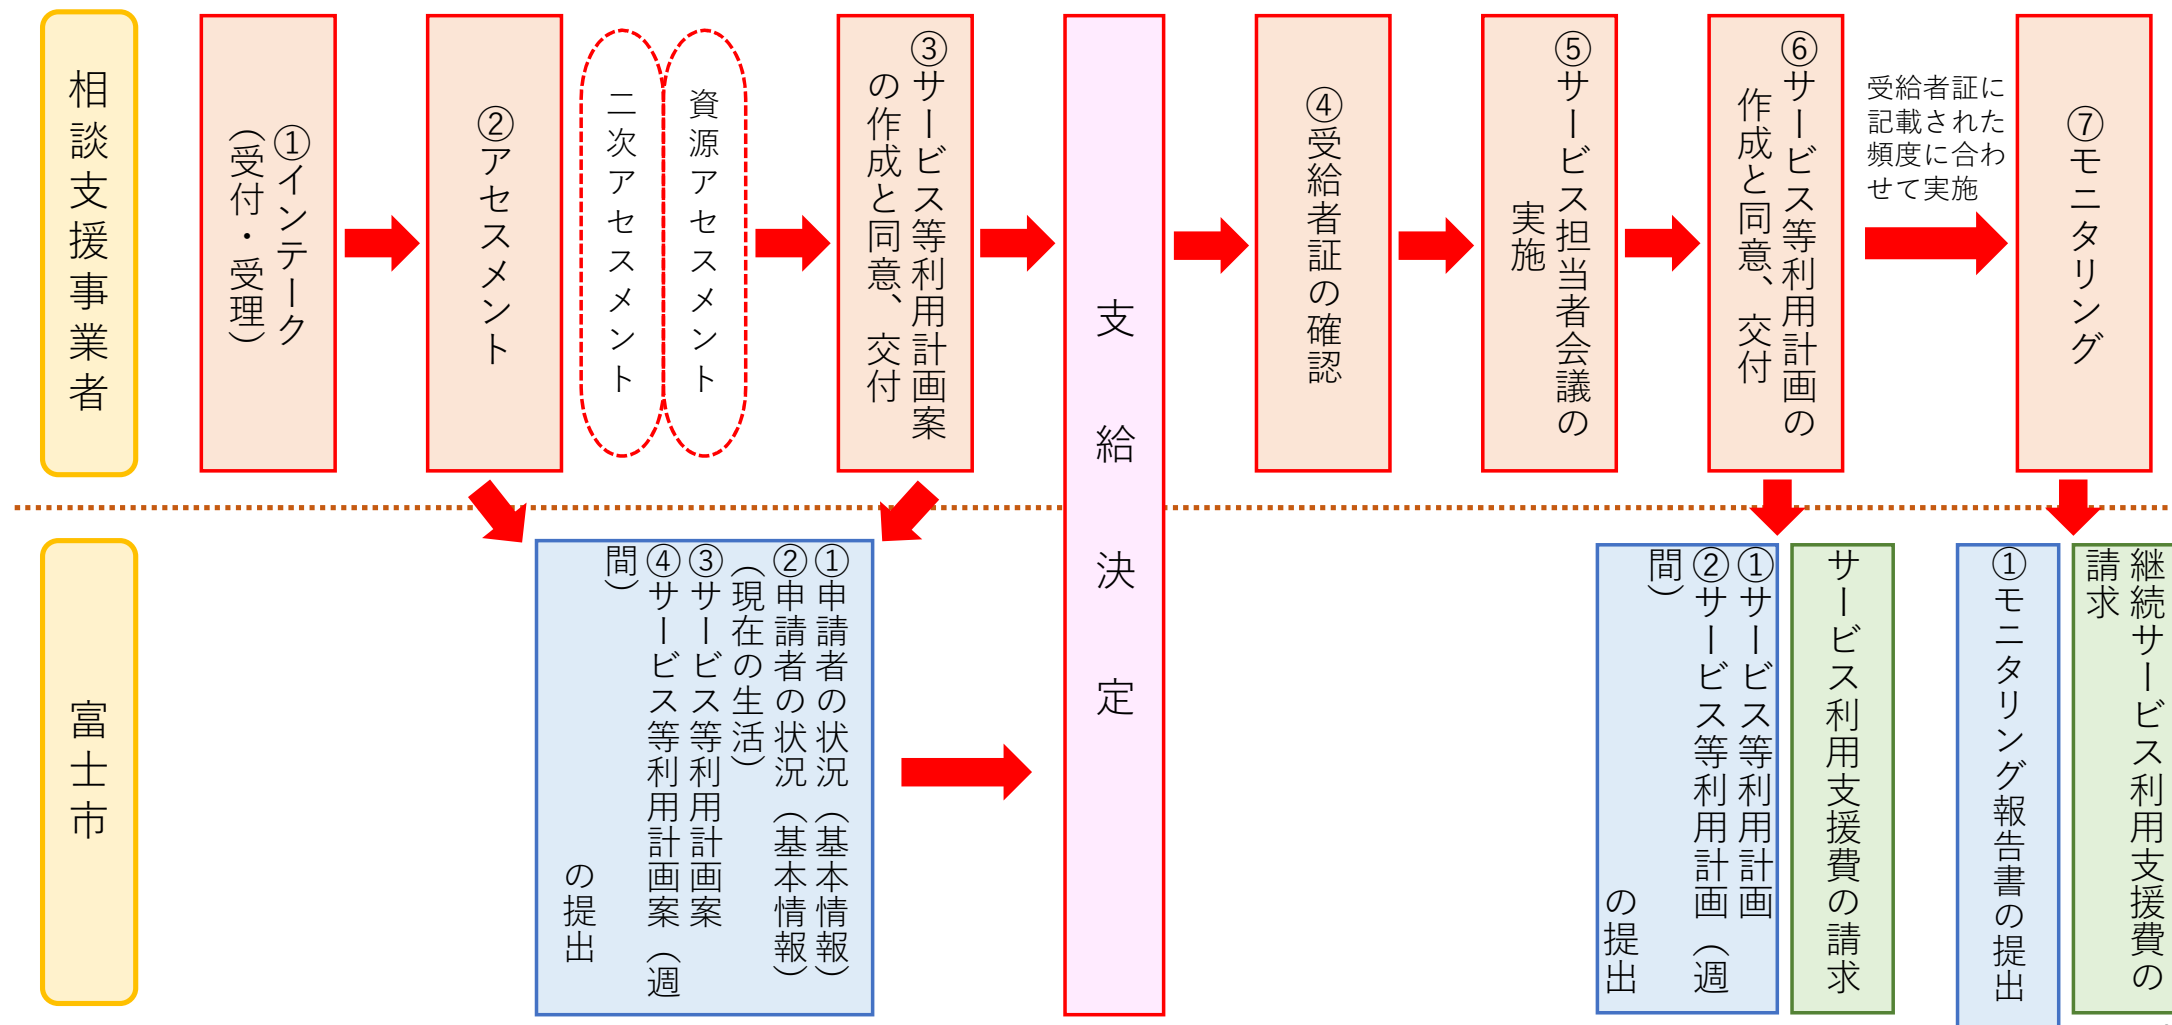 相談支援事業者
①インテーク
（受付・受理）
②アセスメント
二次アセスメント
資源アセスメント
③サービス等利用計画案
の作成と同意、交付
支給決定
④受給者証の確認
⑤サービス担当者会議の
実施
⑥サービス等利用計画の
作成と同意、交付
受給者証に
記載された
頻度に合わ
せて実施
⑦モニタリング
富士市
①申請者の状況（基本情報）
②申請者の状況（基本情報）
（現在の生活）
③サービス等利用計画案
④サービス等利用計画案（週
間）
の提出
①サービス等利用計画
②サービス等利用計画（週
間）
の提出
サービス利用支援費の請求
①モニタリング報告書の提出
継続サービス利用支援費の
請求